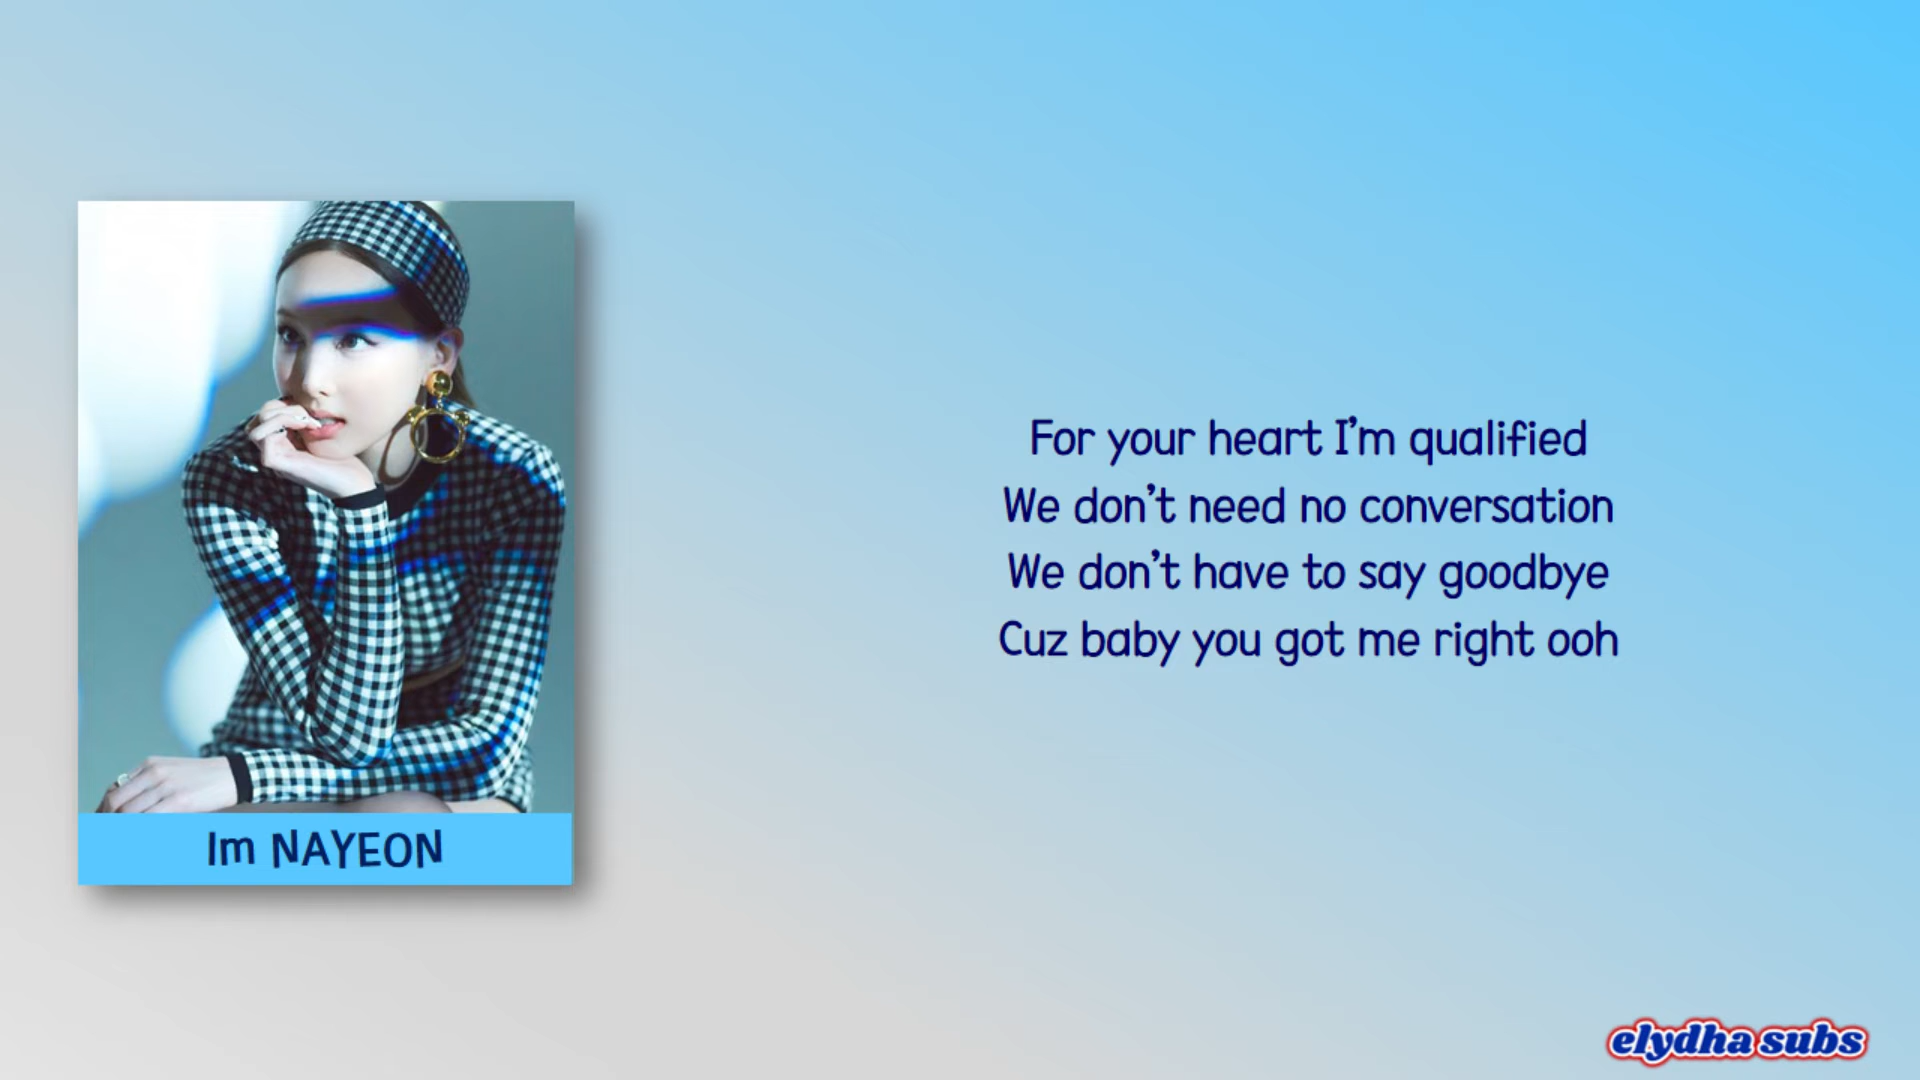 For your heart I'm qualified
We don't need no conversation
We don't have to say goodbye
Cuz baby you got me right ooh
Im NAYEON
elydha subs